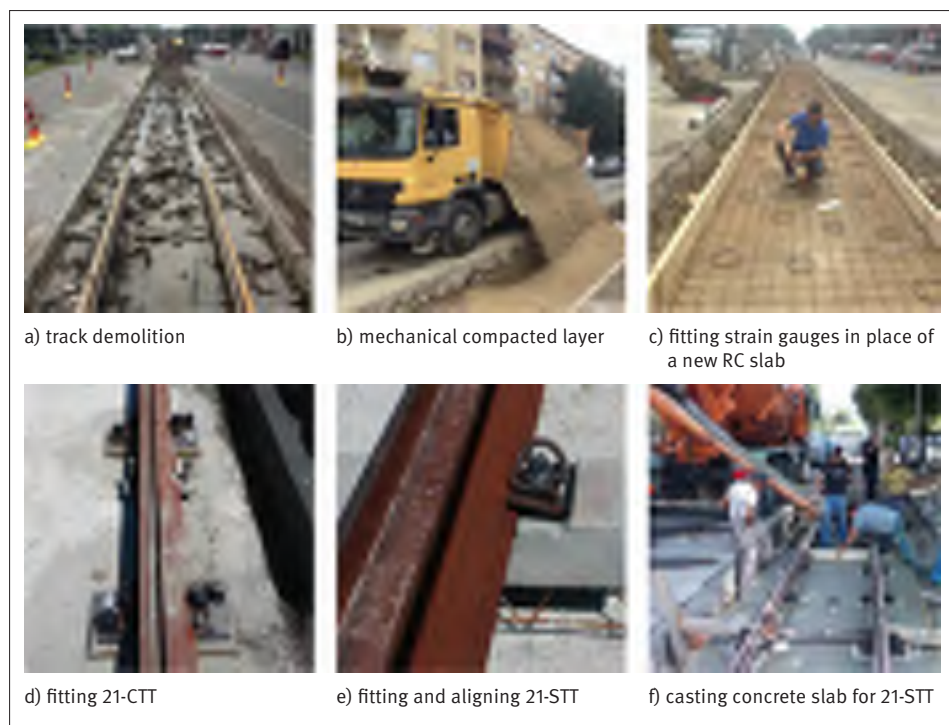 a) track demolition
b) mechanical compacted layer
c) fitting strain gauges in place of
a new RC slab
d) fitting 21-CTT
e) fitting and aligning 21-STT
f) casting concrete slab for 21-STT